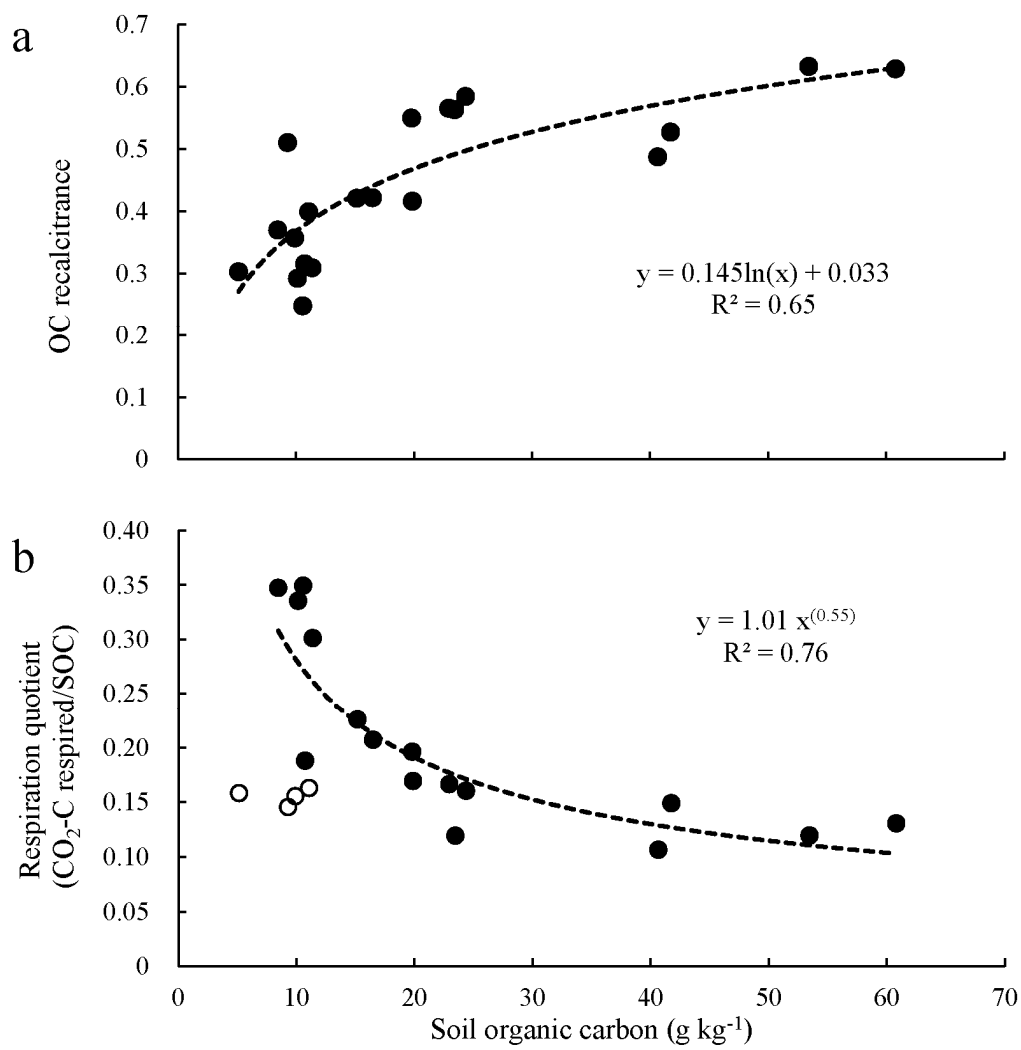 a
0.7
0.6
0.5
0.4
0.3
0.2
0.1
0
OC recalcitrance
y = 0.145ln(x) + 0.033
R² = 0.65
b
0.40
0.35
0.30
0.25
0.20
0.15
0.10
0.05
0
Respiration quotient
(CO₂-C respired/SOC)
y = 1.01 x⁽⁰·⁵⁵⁾
R² = 0.76
0 10 20 30 40 50 60 70
Soil organic carbon (g kg⁻¹)